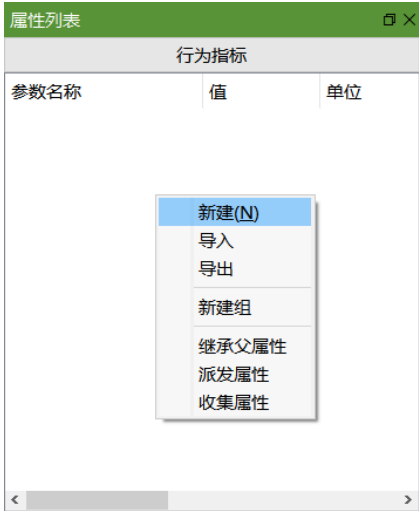 属性列表
行为指标
参数名称 值 单位
新建(N)
导入
导出
新建组
继承父属性
派发属性
收集属性